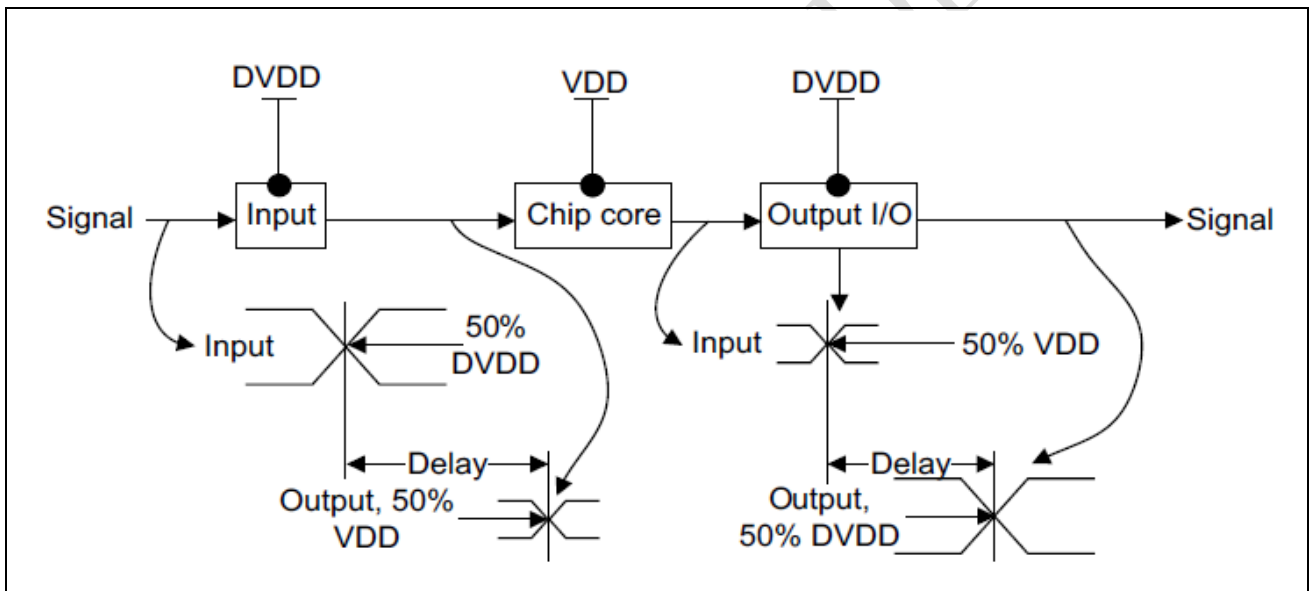 DVDD
VDD
DVDD
Signal
Input
Chip core
Output I/O
Signal
Input
50%
DVDD
Input
50% VDD
Delay
Output, 50%
VDD
Delay
Output,
50% DVDD